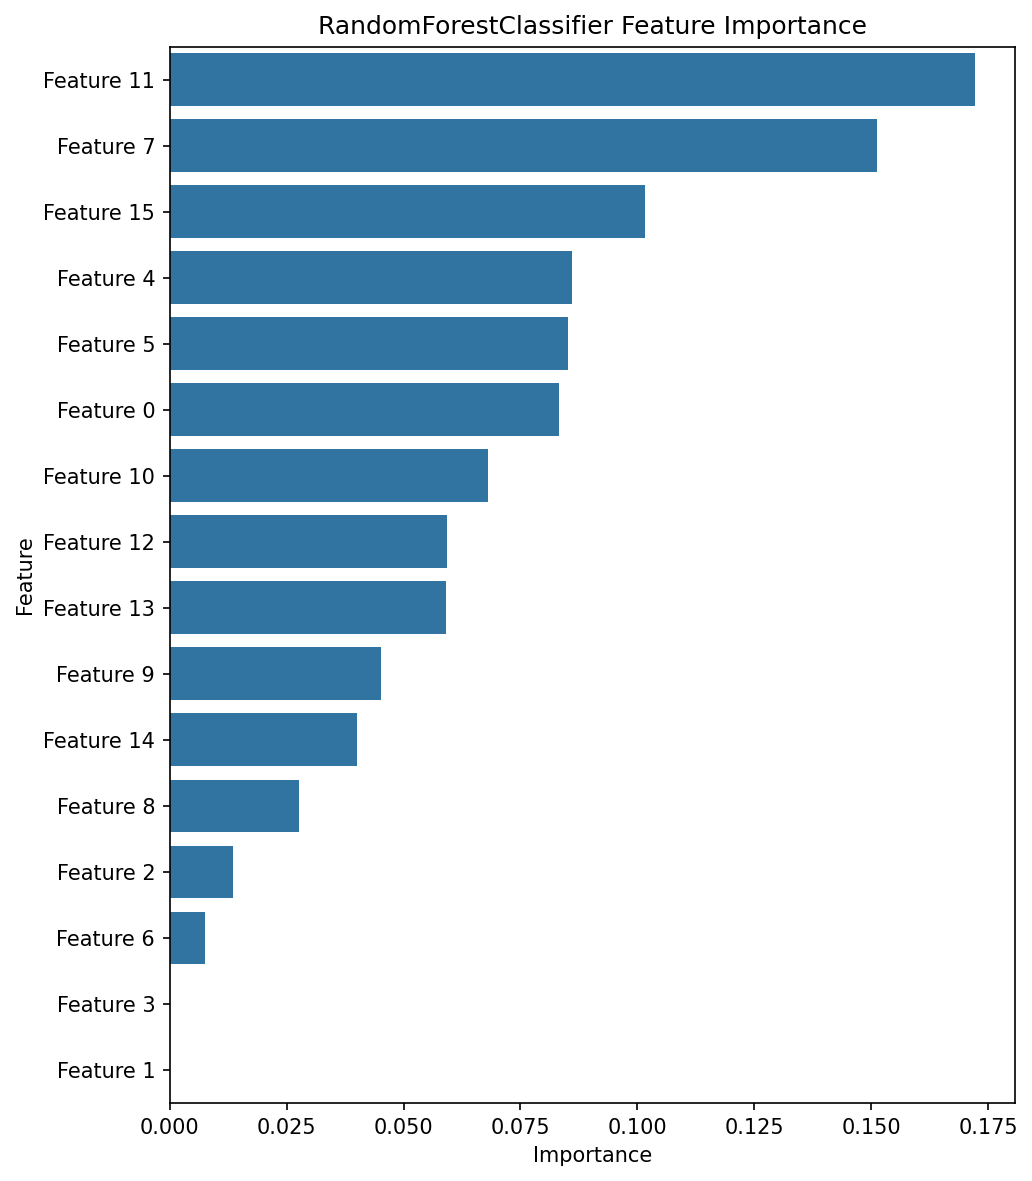 RandomForestClassifier Feature Importance
Feature 11
Feature 7
Feature 15
Feature 4
Feature 5
Feature 0
Feature 10
Feature 12
Feature 13
Feature 9
Feature 14
Feature 8
Feature 2
Feature 6
Feature 3
Feature 1
Feature
0.000 0.025 0.050 0.075 0.100 0.125 0.150 0.175
Importance